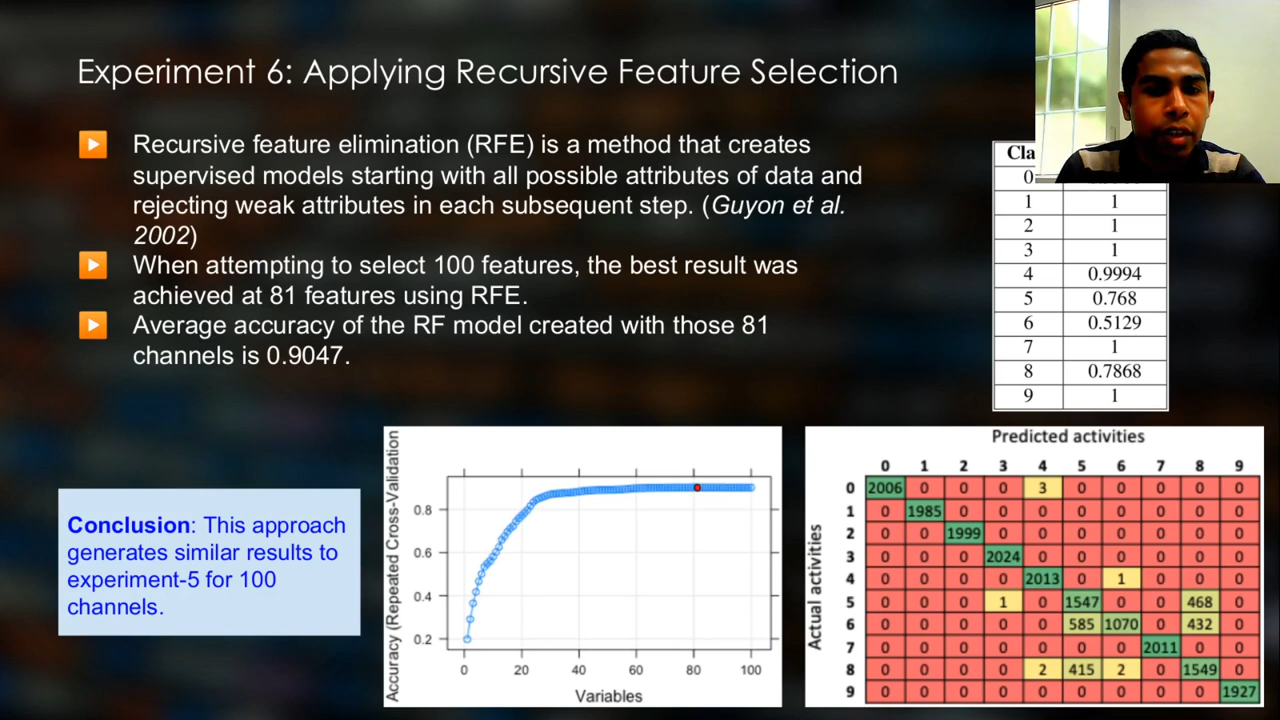 Experiment 6: Applying Recursive Feature Selection
Recursive feature elimination (RFE) is a method that creates
supervised models starting with all possible attributes of data and
rejecting weak attributes in each subsequent step. (Guyon et al.
2002)
When attempting to select 100 features, the best result was
achieved at 81 features using RFE.
Average accuracy of the RF model created with those 81
channels is 0.9047.
Cla
0
1 1
2 1
3 1
4 0.9994
5 0.768
6 0.5129
7 1
8 0.7868
9 1
Conclusion: This approach
generates similar results to
experiment-5 for 100
channels.
Accuracy (Repeated Cross-Validation
0.8
0.6
0.4
0.2
0 20 40 60 80 100
Variables
Predicted activities
Actual activities
0 1 2 3 4 5 6 7 8 9
0 2006 0 0 0 3 0 0 0 0 0
1 0 1985 0 0 0 0 0 0 0 0
2 0 0 1999 0 0 0 0 0 0 0
3 0 0 0 2024 0 0 0 0 0 0
4 0 0 0 0 2013 0 1 0 0 0
5 0 0 0 1 0 1547 0 0 468 0
6 0 0 0 0 0 585 1070 0 432 0
7 0 0 0 0 0 0 0 2011 0 0
8 0 0 0 0 2 415 2 0 1549 0
9 0 0 0 0 0 0 0 0 0 1927